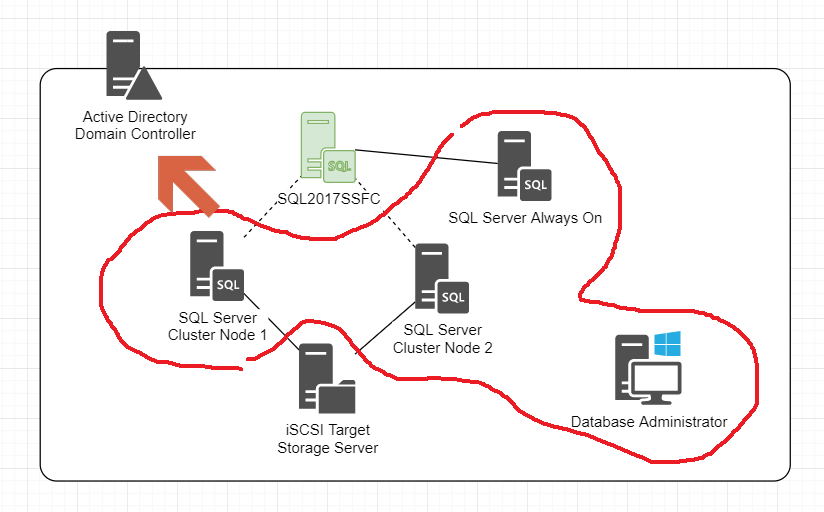 Active Directory
Domain Controller
SQL
SQL2017SSFC
SQL
SQL Server Always On
SQL
SQL Server
Cluster Node 1
SQL
SQL Server
Cluster Node 2
iSCSI Target
Storage Server
Database Administrator